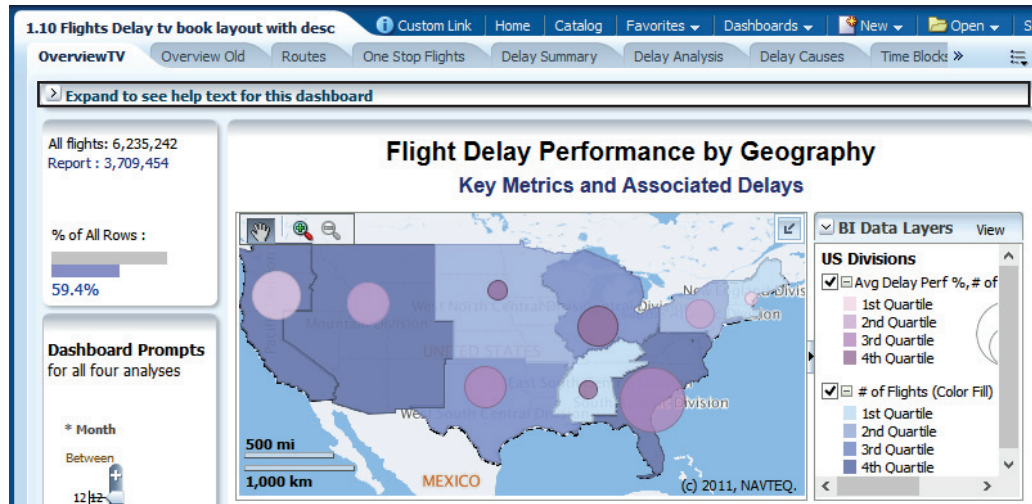 1.10 Flights Delay tv book layout with desc
Custom Link Home Catalog Favorites Dashboards New Open S
OverviewTV Overview Old Routes One Stop Flights Delay Summary Delay Analysis Delay Causes Time Blocks »
Expand to see help text for this dashboard
All flights: 6,235,242
Report : 3,709,454
% of All Rows :
59.4%
Dashboard Prompts
for all four analyses
* Month
Between
12
Flight Delay Performance by Geography
Key Metrics and Associated Delays
West North Central Division
Mountain Division
UNITED STATES
West South Central Division
Division
500 mi
1,000 km
MEXICO
(c) 2011, NAVTEQ.
BI Data Layers View
US Divisions
Avg Delay Perf %, # of
1st Quartile
2nd Quartile
3rd Quartile
4th Quartile
# of Flights (Color Fill)
1st Quartile
2nd Quartile
3rd Quartile
4th Quartile